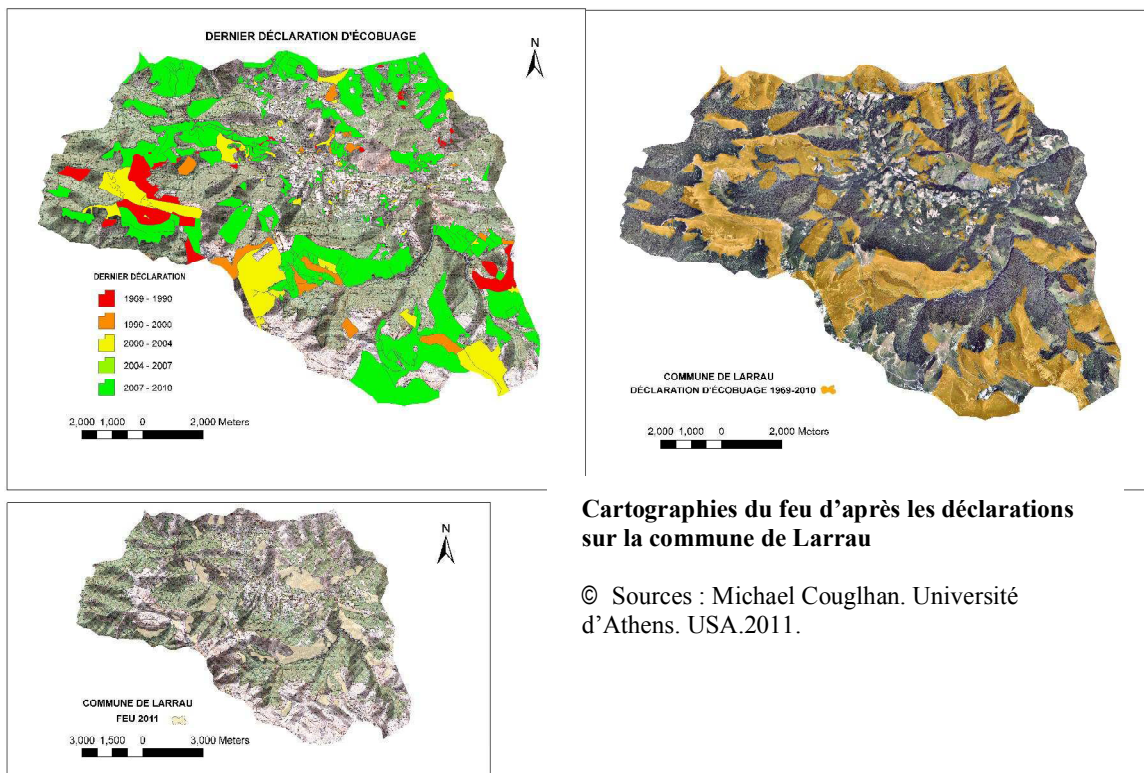 DERNIER DÉCLARATION D'ÉCOBUAGE
N
DERNIER DÉCLARATION
1969 - 1990
1990 - 2000
2000 - 2004
2004 - 2007
2007 - 2010
2,000 1,000 0 2,000 Meters
COMMUNE DE LARRAU
DÉCLARATION D'ÉCOBUAGE 1969-2010
2,000 1,000 0 2,000 Meters
N
COMMUNE DE LARRAU
FEU 2011
3,000 1,500 0 3,000 Meters
Cartographies du feu d'après les déclarations
sur la commune de Larrau
© Sources : Michael Couglhan. Université
d'Athens. USA.2011.